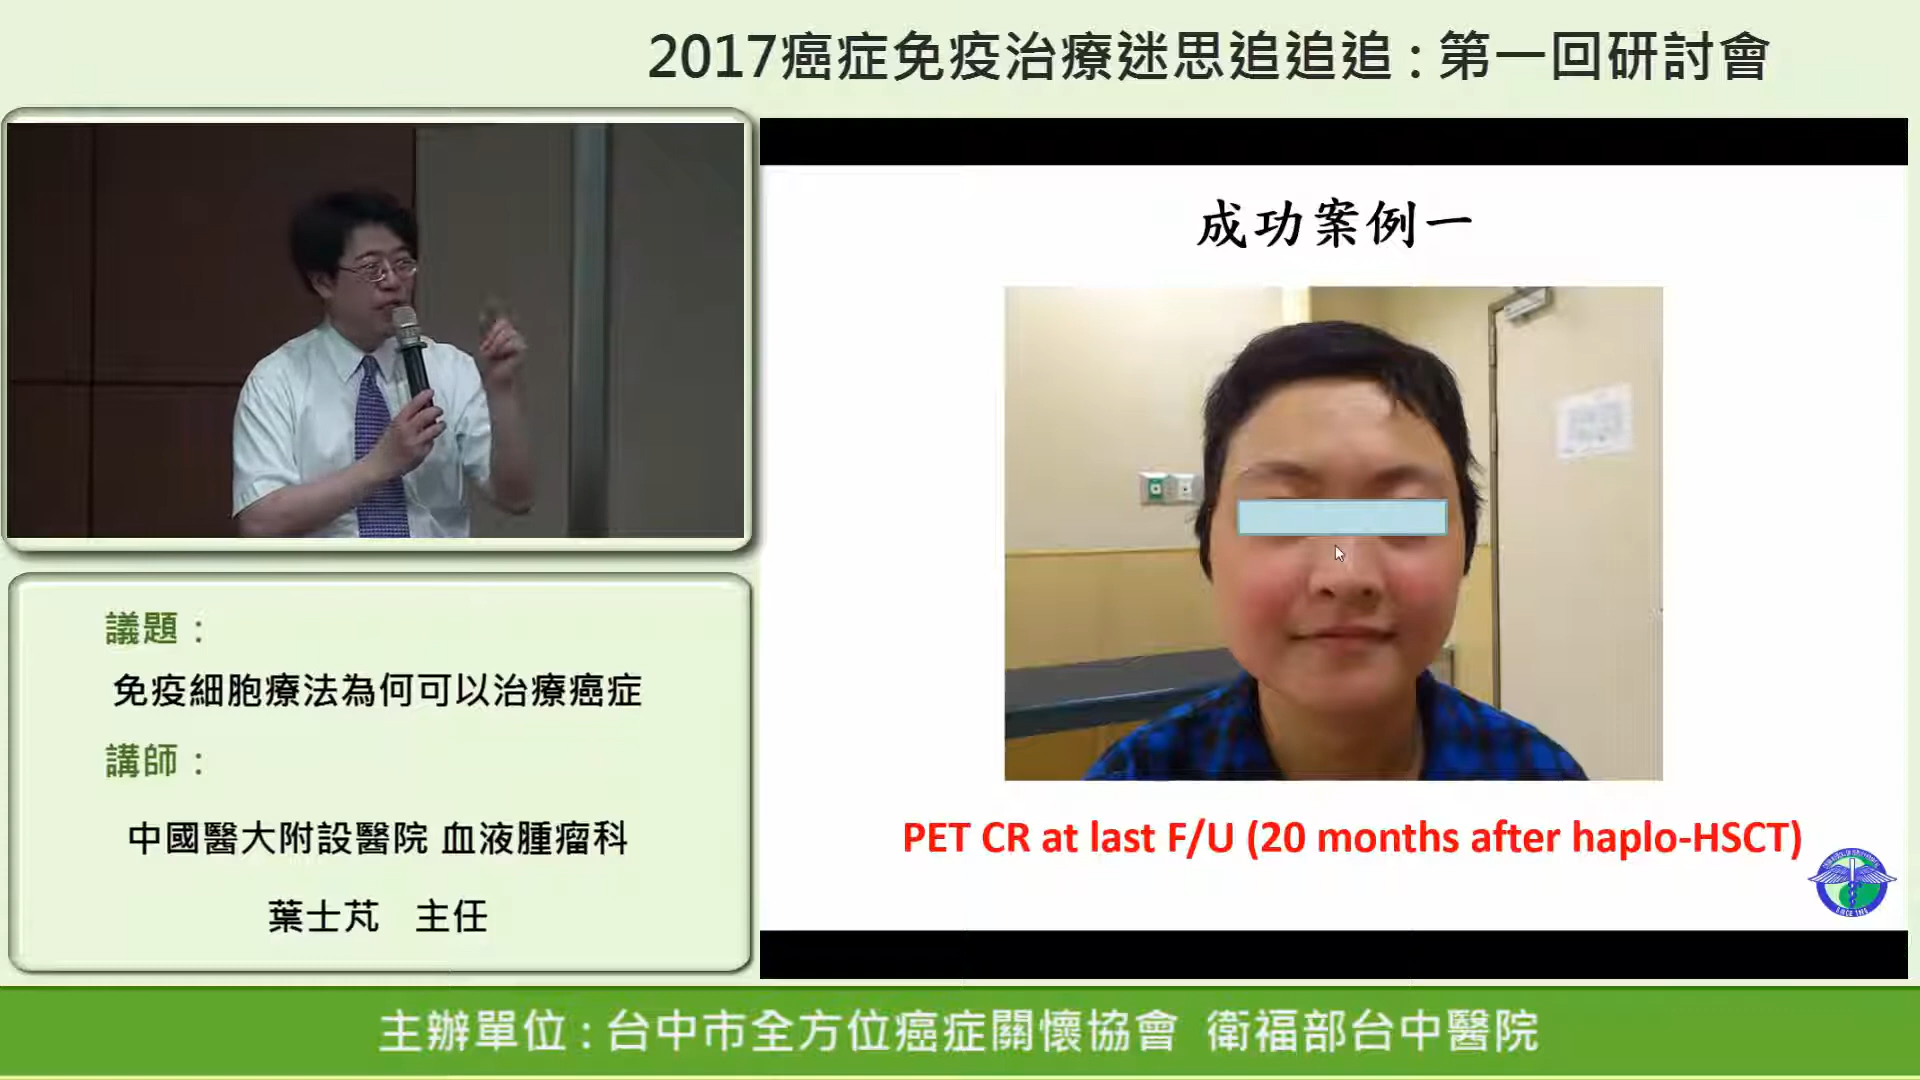 2017癌症免疫治療迷思追追追:第一回研討會
成功案例一
PET CR at last F/U (20 months after haplo-HSCT)
議題:
免疫細胞療法為何可以治療癌症
講師:
中國醫大附設醫院 血液腫瘤科
葉士芃 主任
主辦單位:台中市全方位癌症關懷協會 衛福部台中醫院